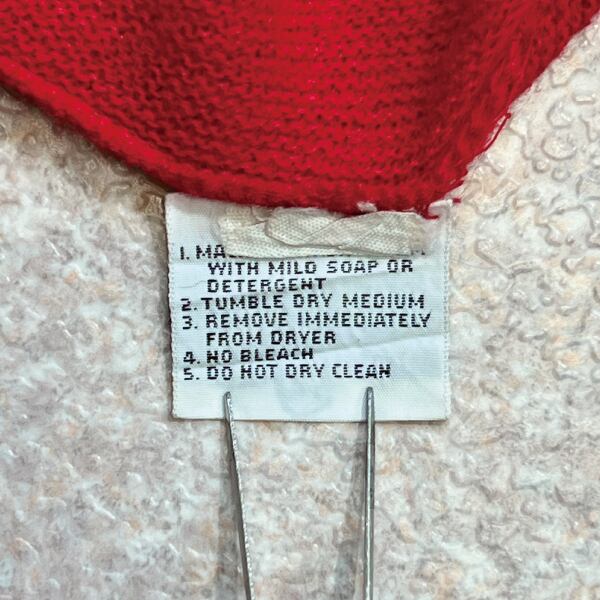 1. 
WITH MILD SOAP OR
DETERGENT
2. TUMBLE DRY MEDIUM
3. REMOVE IMMEDIATELY
FROM DRYER
4. NO BLEACH
5. DO NOT DRY CLEAN